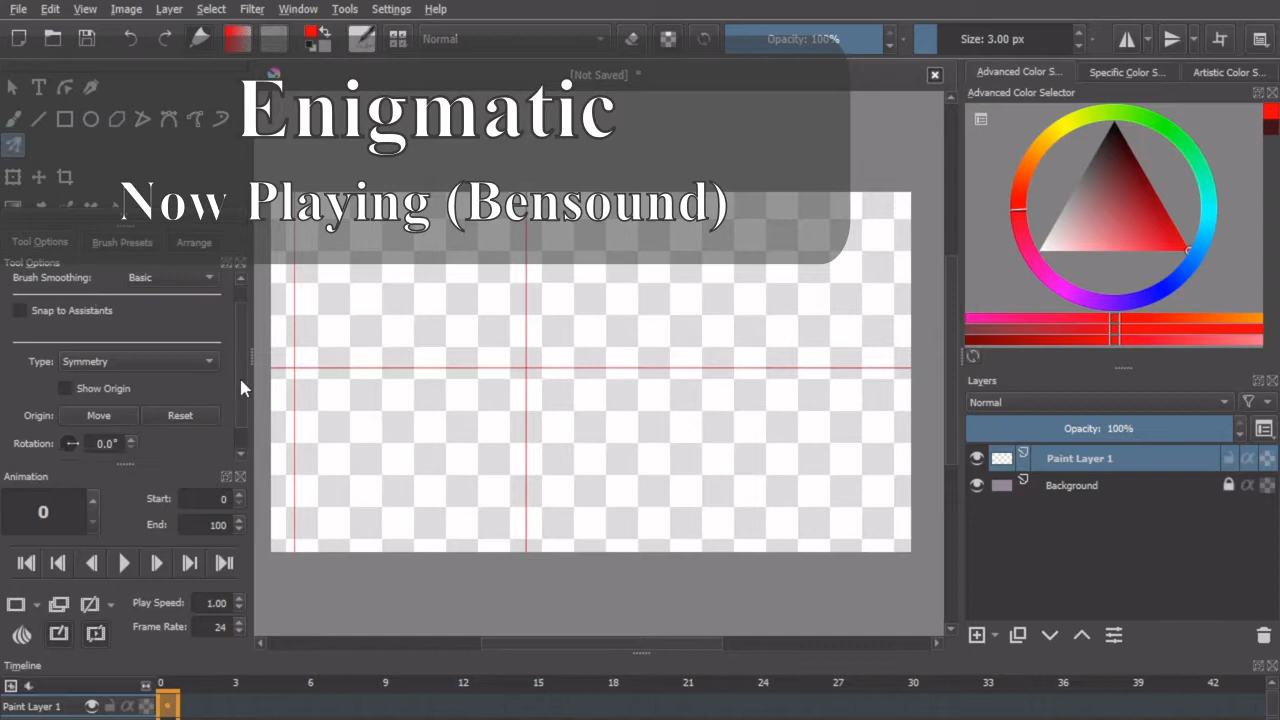 File Edit View Image Layer Select Filter Window Tools Settings Help
Normal Opacity: 100% Size: 3.00 px
[Not Saved] *
Enigmatic
Now Playing (Bensound)
Advanced Color S... Specific Color S... Artistic Color S...
Advanced Color Selector
Tool Options Brush Presets Arrange
Tool Options
Brush Smoothing: Basic
Snap to Assistants
Type: Symmetry
Show Origin
Origin: Move Reset
Rotation: 0.0°
Animation
0 Start: 0
End: 100
Play Speed: 1.00
Frame Rate: 24
Layers
Normal
Opacity: 100%
Paint Layer 1
Background
Timeline
0 3 6 9 12 15 18 21 24 27 30 33 36 39 42
Paint Layer 1